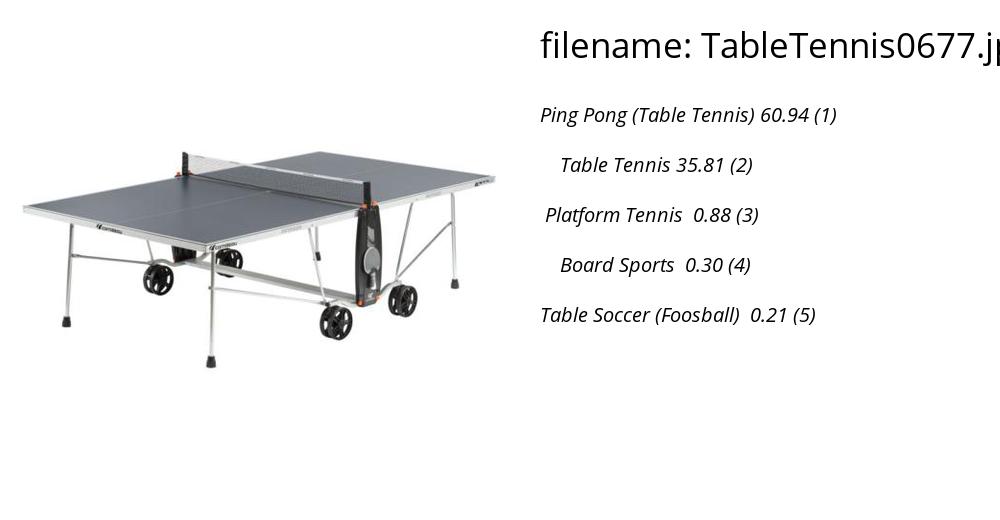 filename: TableTennis0677.jp
Ping Pong (Table Tennis) 60.94 (1)
Table Tennis 35.81 (2)
Platform Tennis 0.88 (3)
Board Sports 0.30 (4)
Table Soccer (Foosball) 0.21 (5)